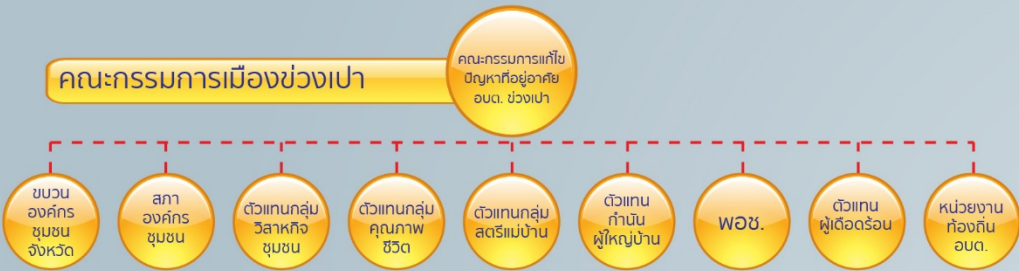 คณะกรรมการเมืองข่วงเปา
คณะกรรมการแก้ไข
ปัญหาที่อยู่อาศัย
อบต. ข่วงเปา
ขบวน
องค์กร
ชุมชน
จังหวัด
สภา
องค์กร
ชุมชน
ตัวแทนกลุ่ม
วิสาหกิจ
ชุมชน
ตัวแทนกลุ่ม
คุณภาพ
ชีวิต
ตัวแทนกลุ่ม
สตรีแม่บ้าน
ตัวแทน
กำนัน
ผู้ใหญ่บ้าน
พอช.
ตัวแทน
ผู้เดือดร้อน
หน่วยงาน
ท้องถิ่น
อบต.